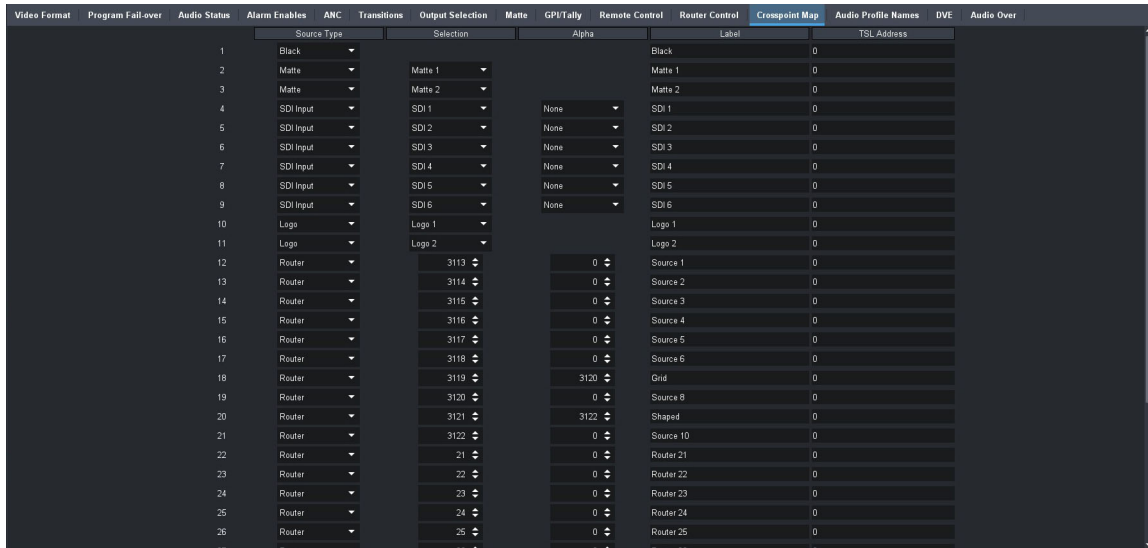 Video Format Program Fail-over Audio Status Alarm Enables ANC Transitions Output Selection Matte GPI/Tally Remote Control Router Control Crosspoint Map Audio Profile Names DVE Audio Over
Source Type Selection Alpha Label TSL Address
1 Black Black 0
2 Matte Matte 1 Matte 1 0
3 Matte Matte 2 Matte 2 0
4 SDI Input SDI 1 None SDI 1 0
5 SDI Input SDI 2 None SDI 2 0
6 SDI Input SDI 3 None SDI 3 0
7 SDI Input SDI 4 None SDI 4 0
8 SDI Input SDI 5 None SDI 5 0
9 SDI Input SDI 6 None SDI 6 0
10 Logo Logo 1 Logo 1 0
11 Logo Logo 2 Logo 2 0
12 Router 3113 0 Source 1 0
13 Router 3114 0 Source 2 0
14 Router 3115 0 Source 3 0
15 Router 3116 0 Source 4 0
16 Router 3117 0 Source 5 0
17 Router 3118 0 Source 6 0
18 Router 3119 3120 Grid 0
19 Router 3120 0 Source 8 0
20 Router 3121 3122 Shaped 0
21 Router 3122 0 Source 10 0
22 Router 21 0 Router 21 0
23 Router 22 0 Router 22 0
24 Router 23 0 Router 23 0
25 Router 24 0 Router 24 0
26 Router 25 0 Router 25 0